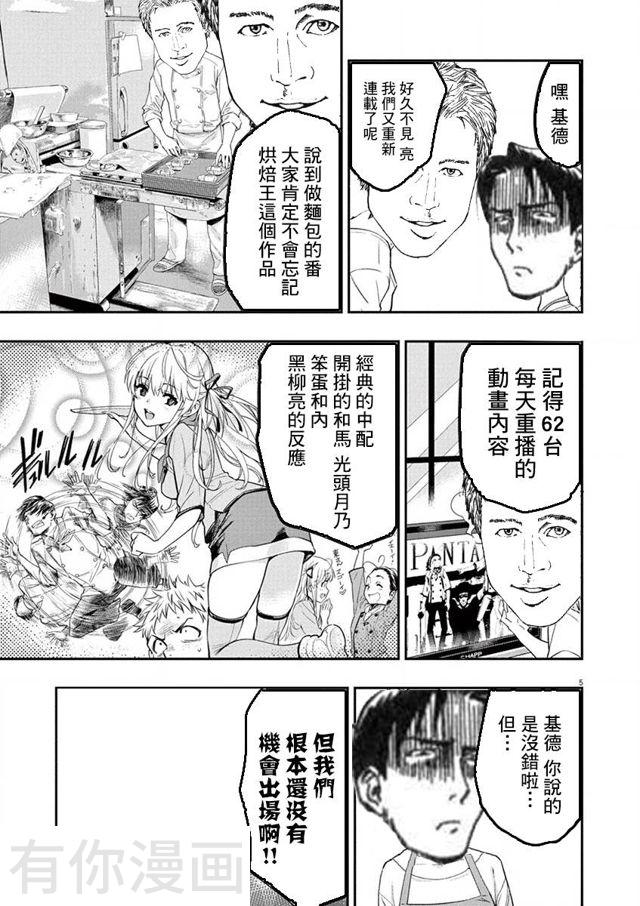 嘿 基德
好久不見 亮
我們又重新
連載了呢
說到做麵包的番
大家肯定不會忘記
烘焙王這個作品
記得62台
每天重播的
動畫內容
PANTA
SHAPP
經典的中配
開掛的和馬 光頭月乃
笨蛋和內
黑柳亮的反應
ギュルルルル
5
基德 你說的
是沒錯啦…
但…
但我們
根本還没有
機會出場啊!!
有你漫画